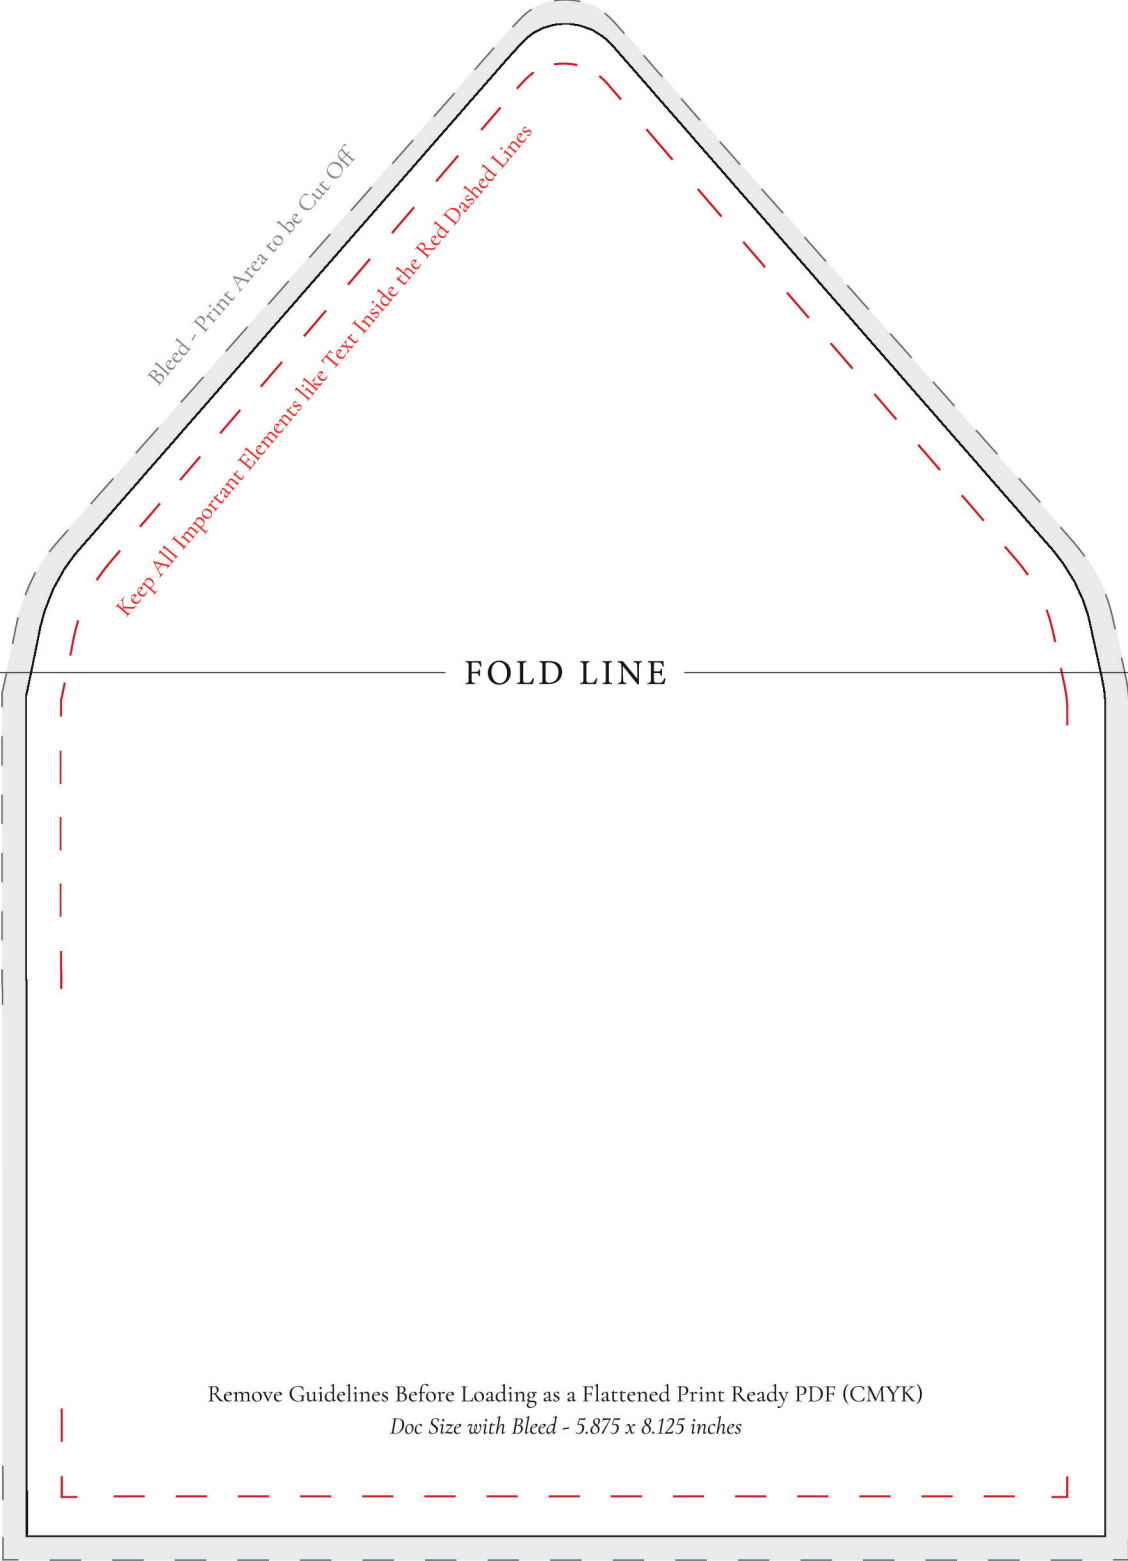 Bleed - Print Area to be Cut Off
Keep All Important Elements like Text Inside the Red Dashed Lines
FOLD LINE
Remove Guidelines Before Loading as a Flattened Print Ready PDF (CMYK)
Doc Size with Bleed - 5.875 x 8.125 inches